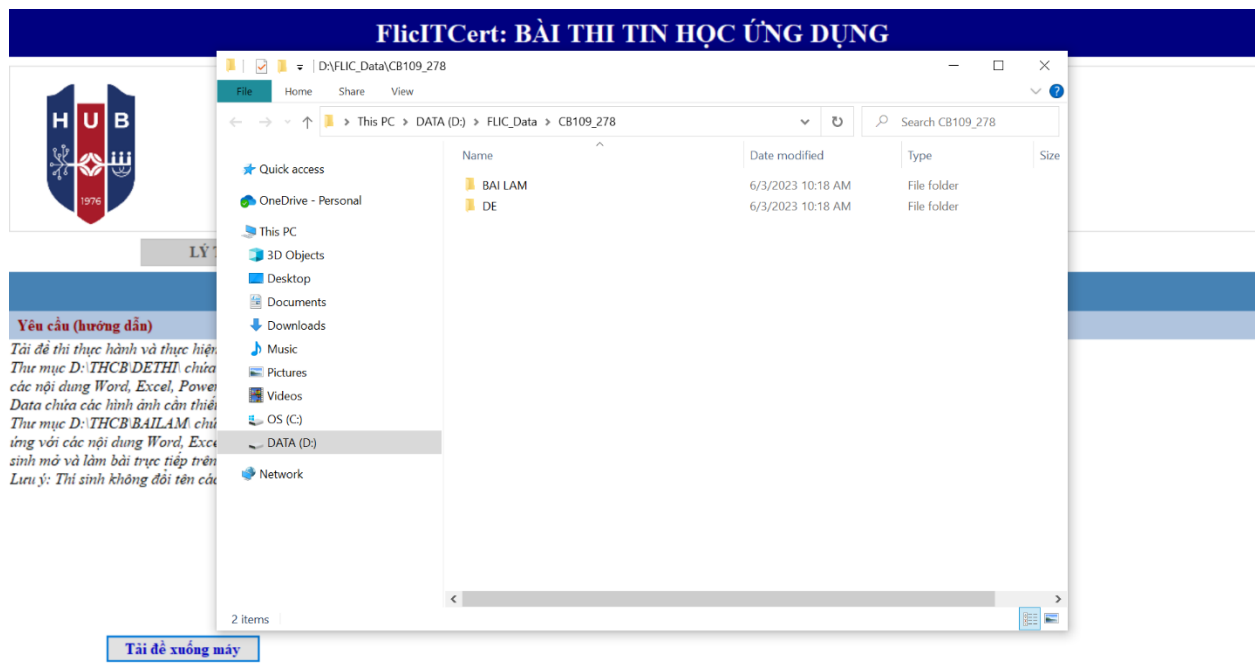 FlicITCert: BÀI THI TIN HỌC ỨNG DỤNG
D:\FLIC_Data\CB109_278
File Home Share View
This PC > DATA (D:) > FLIC_Data > CB109_278
Search CB109_278
HUB
1976
Name Date modified Type Size
Quick access
OneDrive - Personal
This PC
3D Objects
Desktop
Documents
Downloads
Music
Pictures
Videos
OS (C:)
DATA (D:)
Network
BAI LAM 6/3/2023 10:18 AM File folder
DE 6/3/2023 10:18 AM File folder
2 items
LÝ
Yêu cầu (hướng dẫn)
Tải đề thi thực hành và thực hiện
Thư mục D:\THCB\DETHI\ chứa
các nội dung Word, Excel, Power
Data chứa các hình ảnh cần thiế
Thư mục D:\THCB\BAILAM\ chứ
ứng với các nội dung Word, Exce
sinh mở và làm bài trực tiếp trên
Lưu ý: Thí sinh không đổi tên các
Tải đề xuống máy